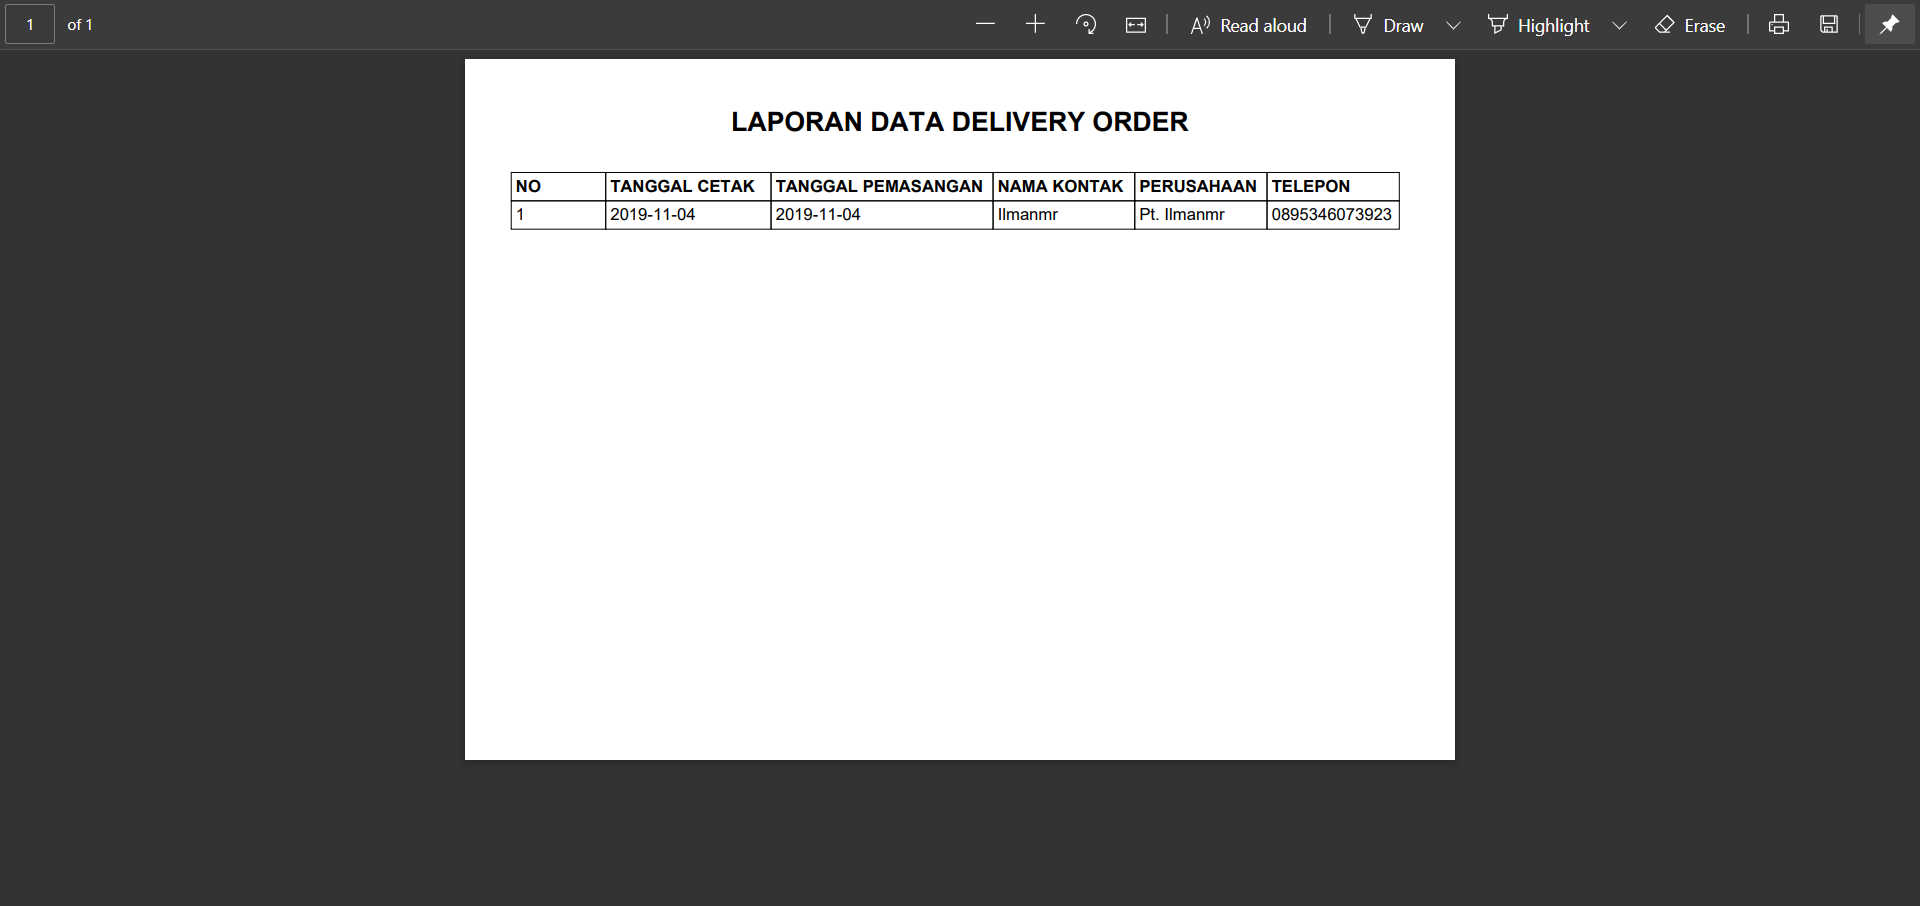 1 of 1 Read aloud Draw Highlight Erase
LAPORAN DATA DELIVERY ORDER
NO TANGGAL CETAK TANGGAL PEMASANGAN NAMA KONTAK PERUSAHAAN TELEPON
1 2019-11-04 2019-11-04 Ilmanmr Pt. Ilmanmr 0895346073923